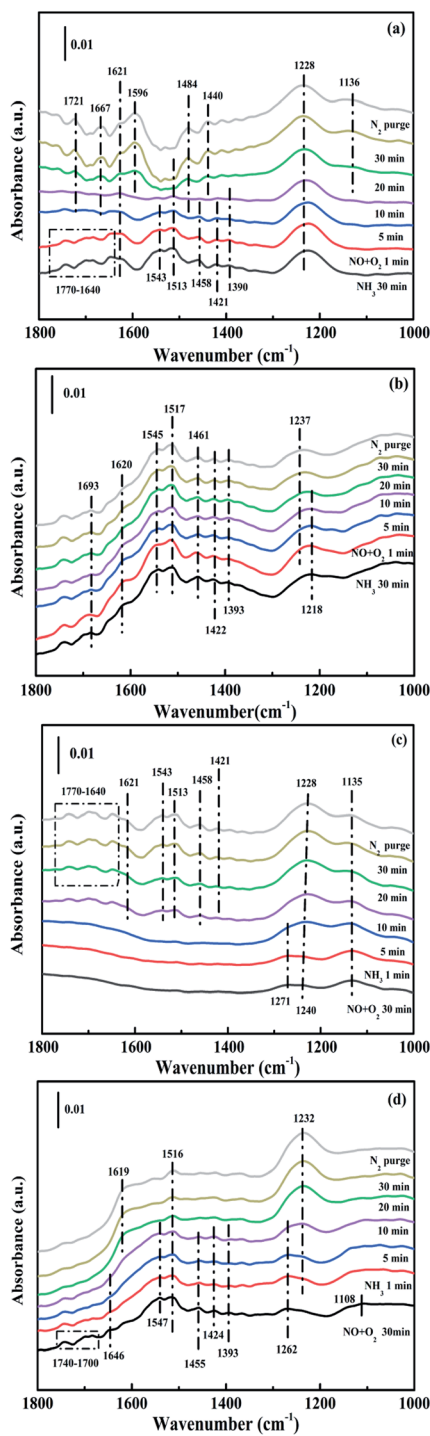 (a)
0.01
1621
1228
1484
1596
1721
1440
1136
1667
N2 purge
30 min
20 min
10 min
5 min
NO+O2 1 min
1543
1458
1390
1770-1640
1513
NH3 30 min
1421
Absorbance (a.u.)
1800 1600 1400 1200 1000
Wavenumber (cm-1)
(b)
0.01
1517
1545
1461
1237
N2 purge
1620
30 min
1693
20 min
10 min
5 min
NO+O2 1 min
NH3 30 min
1393
1218
1422
Absorbance (a.u.)
1800 1600 1400 1200 1000
Wavenumber(cm-1)
(c)
0.01
1421
1543
1458
1228
1770-1640
1621
1513
1135
N2 purge
30 min
20 min
10 min
5 min
NH3 1 min
1271
NO+O2 30 min
1240
Absorbance (a.u.)
1800 1600 1400 1200 1000
Wavenumber (cm-1)
(d)
0.01
1232
1516
N2 purge
1619
30 min
20 min
10 min
5 min
NH3 1 min
1108
NO+O2 30min
1547
1424
1740-1700
1646
1393
1262
1455
Absorbance (a.u.)
1800 1600 1400 1200 1000
Wavenumber (cm-1)